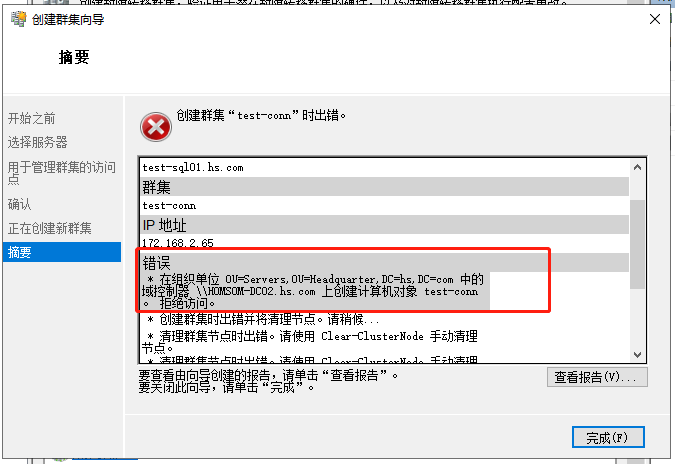 创建群集向导
摘要
开始之前
选择服务器
用于管理群集的访问
点
确认
正在创建新群集
摘要
创建群集“test-conn”时出错。
test-sql01.hs.com
群集
test-conn
IP 地址
172.168.2.65
错误
* 在组织单位 OU=Servers,OU=Headquarter,DC=hs,DC=com 中的
域控制器 \\HOMSOM-DC02.hs.com 上创建计算机对象 test-conn
。 拒绝访问。
* 创建群集时出错并将清理节点。请稍候...
* 清理群集节点时出错。请使用 Clear-ClusterNode 手动清理
节点。
* 清理群集节点时出错。请使用 Clear-ClusterNode 手动清理
要查看由向导创建的报告，请单击“查看报告”。
要关闭此向导，请单击“完成”。
查看报告(V)...
完成(F)